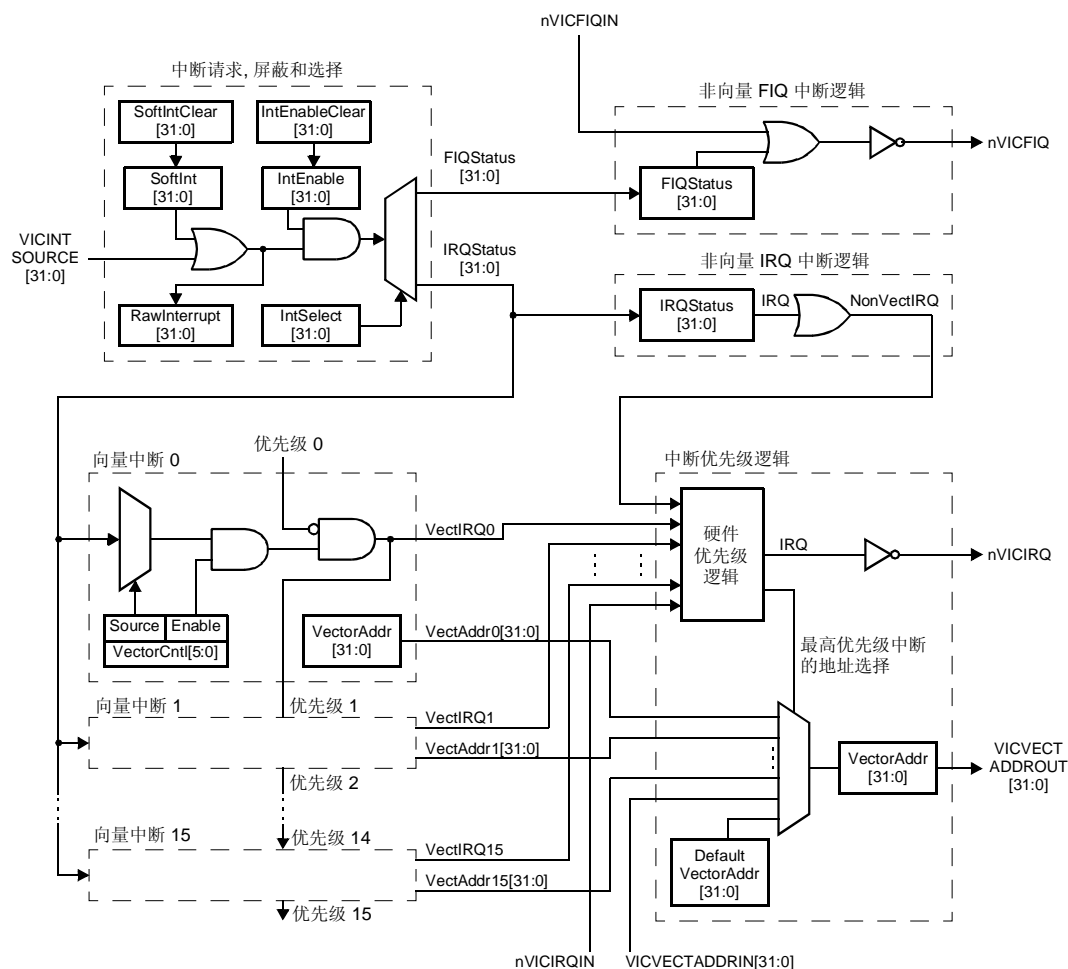 nVICFIQIN
中断请求, 屏蔽和选择
SoftIntClear
[31:0]
IntEnableClear
[31:0]
SoftInt
[31:0]
IntEnable
[31:0]
VICINT
SOURCE
[31:0]
RawInterrupt
[31:0]
IntSelect
[31:0]
FIQStatus
[31:0]
IRQStatus
[31:0]
非向量 FIQ 中断逻辑
FIQStatus
[31:0]
nVICFIQ
非向量 IRQ 中断逻辑
IRQStatus
[31:0]
IRQ
NonVectIRQ
向量中断 0
优先级 0
Source
Enable
VectorCntl[5:0]
VectorAddr
[31:0]
VectIRQ0
VectAddr0[31:0]
向量中断 1
优先级 1
VectIRQ1
VectAddr1[31:0]
优先级 2
向量中断 15
优先级 14
VectIRQ15
VectAddr15[31:0]
优先级 15
中断优先级逻辑
硬件
优先级
逻辑
IRQ
nVICIRQ
最高优先级中断
的地址选择
VectorAddr
[31:0]
VICVECT
ADDROUT
[31:0]
Default
VectorAddr
[31:0]
nVICIRQIN
VICVECTADDRIN[31:0]